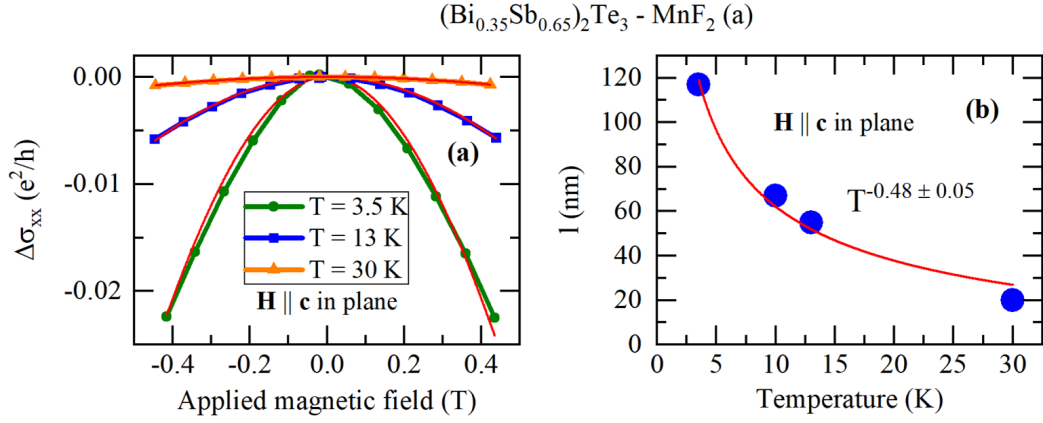 (Bi0.35Sb0.65)2Te3 - MnF2 (a)
0.00
-0.01
-0.02
Δσxx (e²/h)
(a)
T = 3.5 K
T = 13 K
T = 30 K
H || c in plane
-0.4 -0.2 0.0 0.2 0.4
Applied magnetic field (T)
120
100
80
60
40
20
0
l (nm)
(b)
H || c in plane
T-0.48 ± 0.05
0 5 10 15 20 25 30
Temperature (K)